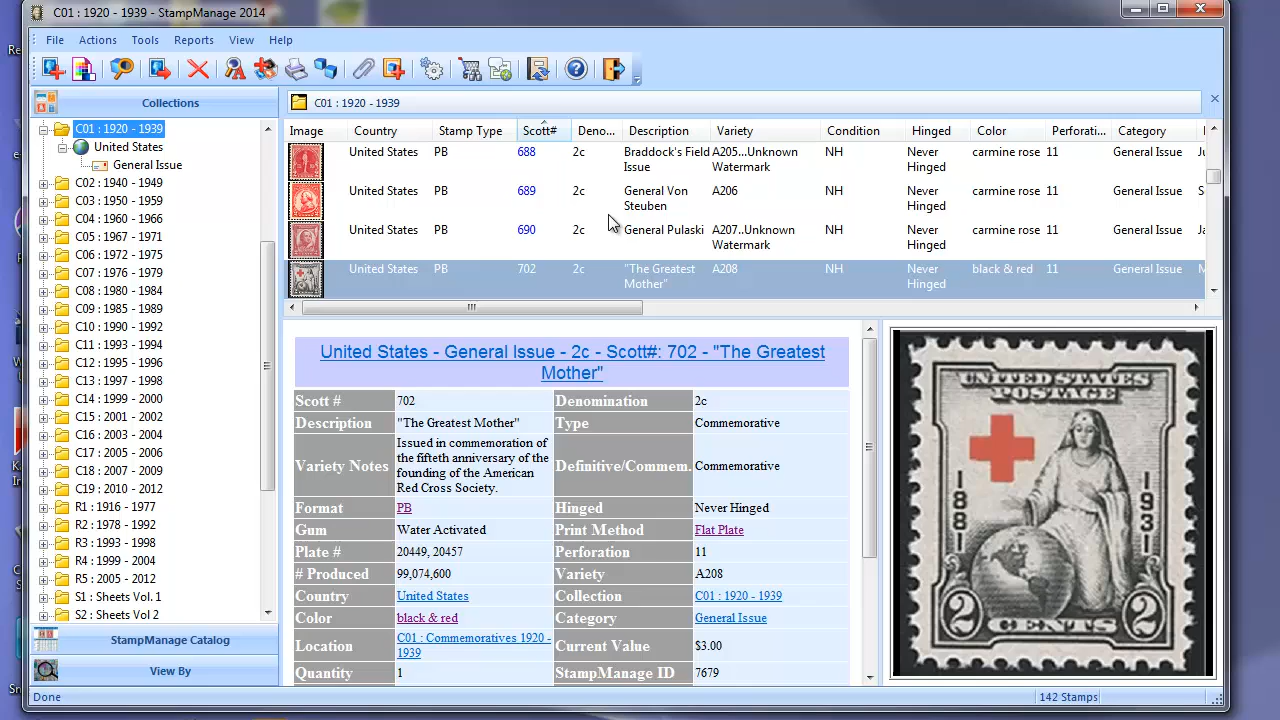 C01 : 1920 - 1939 - StampManage 2014
File Actions Tools Reports View Help
Collections
C01 : 1920 - 1939
United States
General Issue
C02 : 1940 - 1949
C03 : 1950 - 1959
C04 : 1960 - 1966
C05 : 1967 - 1971
C06 : 1972 - 1975
C07 : 1976 - 1979
C08 : 1980 - 1984
C09 : 1985 - 1989
C10 : 1990 - 1992
C11 : 1993 - 1994
C12 : 1995 - 1996
C13 : 1997 - 1998
C14 : 1999 - 2000
C15 : 2001 - 2002
C16 : 2003 - 2004
C17 : 2005 - 2006
C18 : 2007 - 2009
C19 : 2010 - 2012
R1 : 1916 - 1977
R2 : 1978 - 1992
R3 : 1993 - 1998
R4 : 1999 - 2004
R5 : 2005 - 2012
S1 : Sheets Vol. 1
S2 : Sheets Vol 2
StampManage Catalog
View By
C01 : 1920 - 1939
Image Country Stamp Type Scott# Deno... Description Variety Condition Hinged Color Perforati... Category
United States PB 688 2c Braddock's Field A205...Unknown NH Never carmine rose 11 General Issue
Issue Watermark Hinged
United States PB 689 2c General Von A206 NH Never carmine rose 11 General Issue
Steuben Hinged
United States PB 690 2c General Pulaski A207..Unknown NH Never carmine rose 11 General Issue
Watermark Hinged
United States PB 702 2c "The Greatest A208 NH Never black & red 11 General Issue
Mother" Hinged
United States - General Issue - 2c - Scott#: 702 - "The Greatest
Mother"
Scott # 702 Denomination 2c
Description "The Greatest Mother" Type Commemorative
Variety Notes Issued in commemoration of
the fifteth anniversary of the
founding of the American
Red Cross Society.
Definitive/Commem. Commemorative
Format PB Hinged Never Hinged
Gum Water Activated Print Method Flat Plate
Plate # 20449, 20457 Perforation 11
# Produced 99,074,600 Variety A208
Country United States Collection C01 : 1920 - 1939
Color black & red Category General Issue
Location C01 : Commemoratives 1920 -
1939
Current Value $3.00
Quantity 1 StampManage ID 7679
UNITED STATES
POSTAGE
1881
1931
2 CENTS 2
Done 142 Stamps